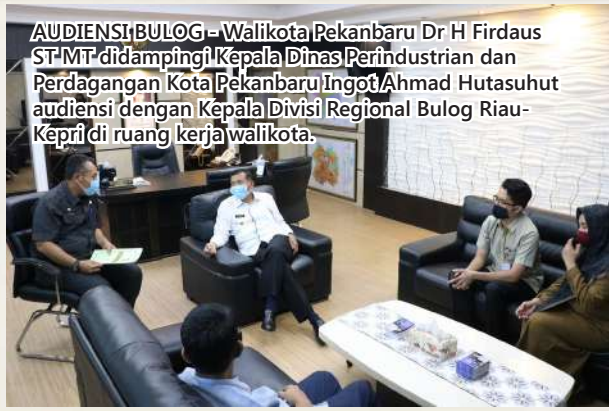 AUDIENSI BULOG - Walikota Pekanbaru Dr H Firdaus
ST MT didampingi Kepala Dinas Perindustrian dan
Perdagangan Kota Pekanbaru Ingot Ahmad Hutasuhut
audiensi dengan Kepala Divisi Regional Bulog Riau-
Kepri di ruang kerja walikota.